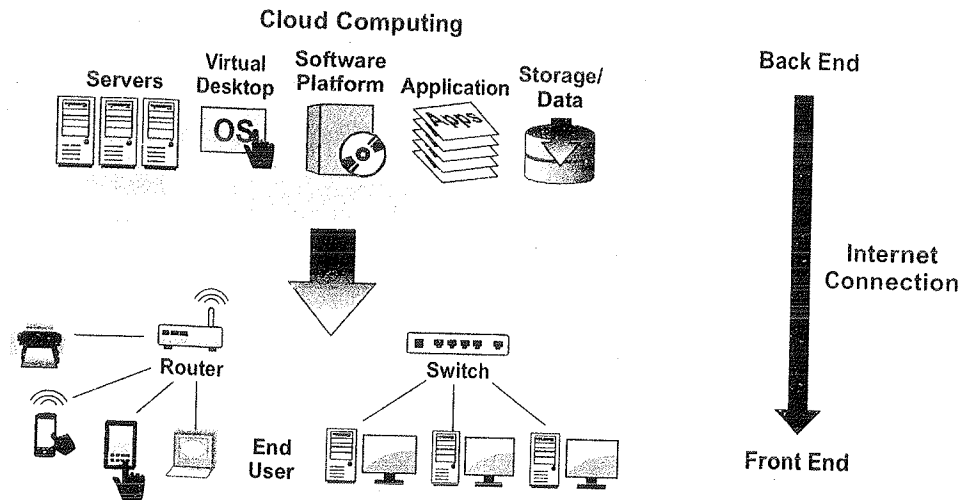 Cloud Computing
Servers
Virtual
Desktop
Software
Platform
Application
Storage/
Data
OS
Apps
Back End
Internet
Connection
Router
Switch
End
User
Front End